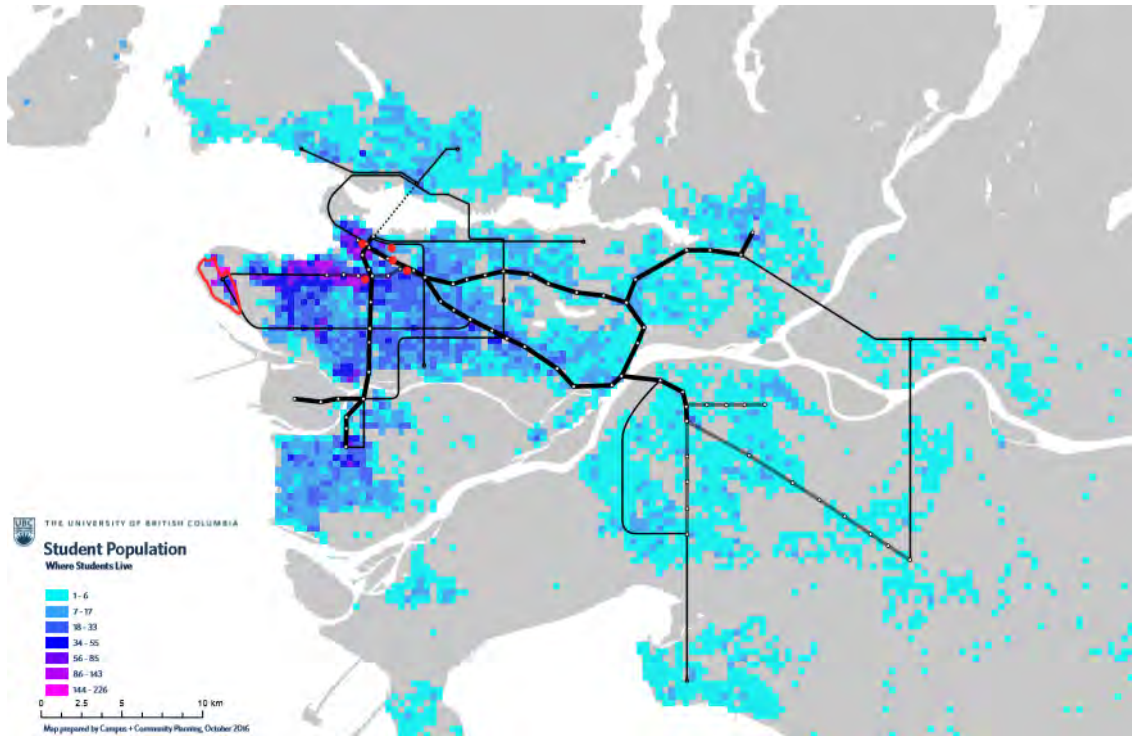 UBC
THE UNIVERSITY OF BRITISH COLUMBIA
Student Population
Where Students Live
1 - 6
7 - 17
18 - 33
34 - 55
56 - 85
86 - 143
144 - 226
0 2.5 5 10 km
Map prepared by Campus + Community Planning, October 2016